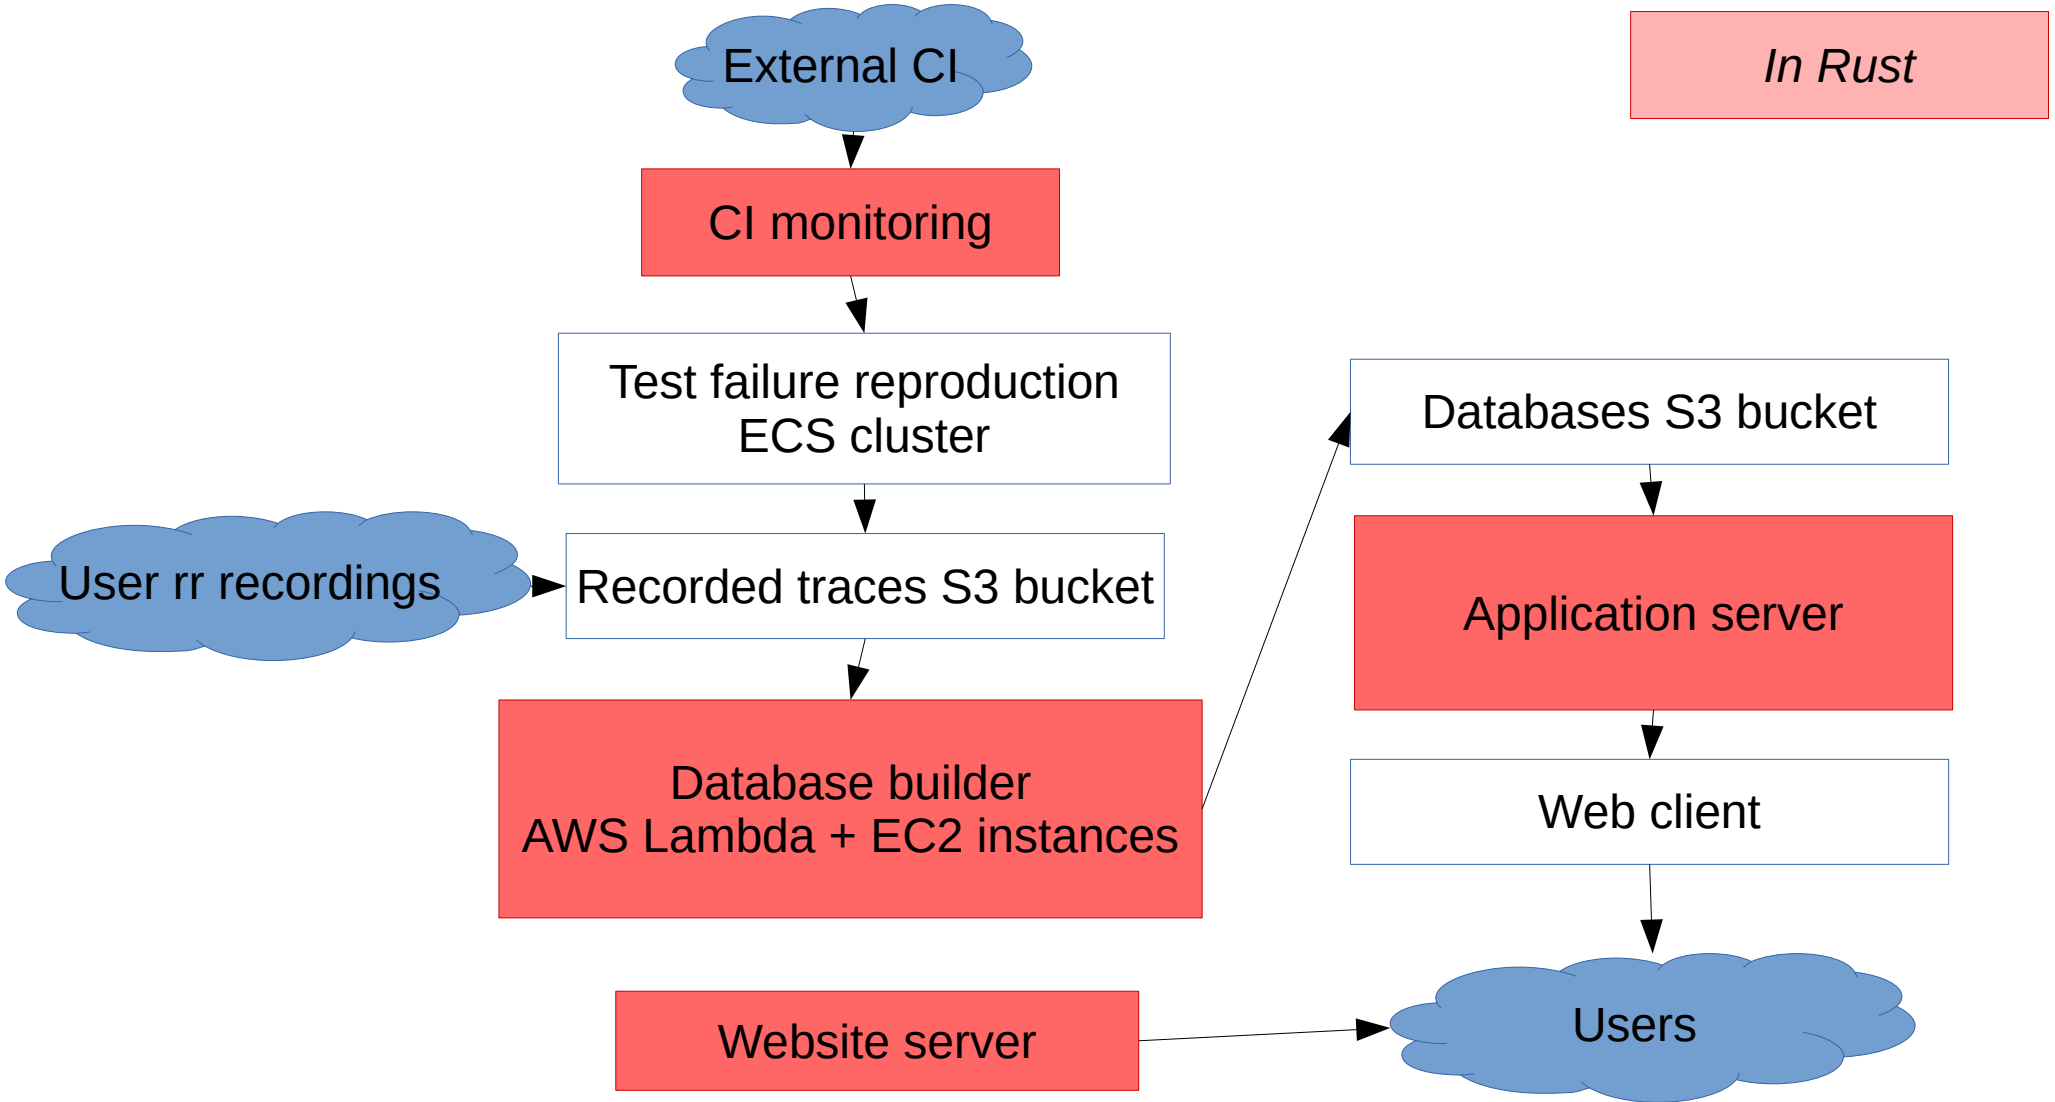 External CI
In Rust
CI monitoring
Test failure reproduction
ECS cluster
User rr recordings
Recorded traces S3 bucket
Database builder
AWS Lambda + EC2 instances
Databases S3 bucket
Application server
Web client
Website server
Users